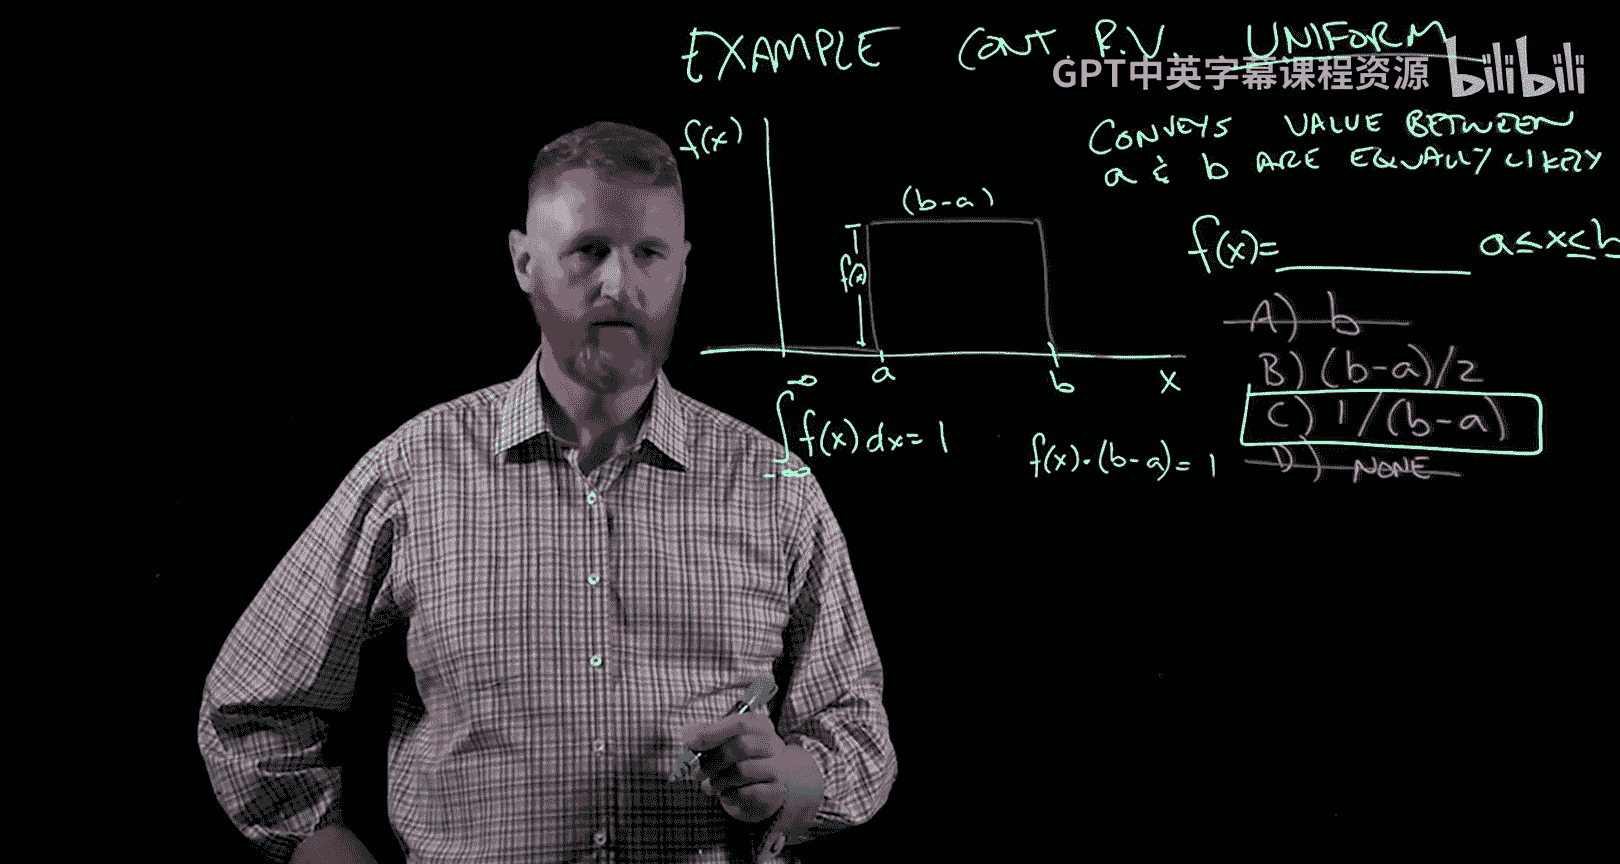 EXAMPLE CONT. R.V. UNIFORM
GPT中英字幕课程资源 bilibili
f(x)
CONVEYS VALUE BETWEEN
a & b ARE EQUALLY LIKELY
(b-a)
f(x)
f(x)= ________ a≤x≤b
A) b
B) (b-a)/2
C) 1/(b-a)
D) NONE
a b x
∫ -∞ ∞ f(x) dx = 1
f(x)·(b-a) = 1